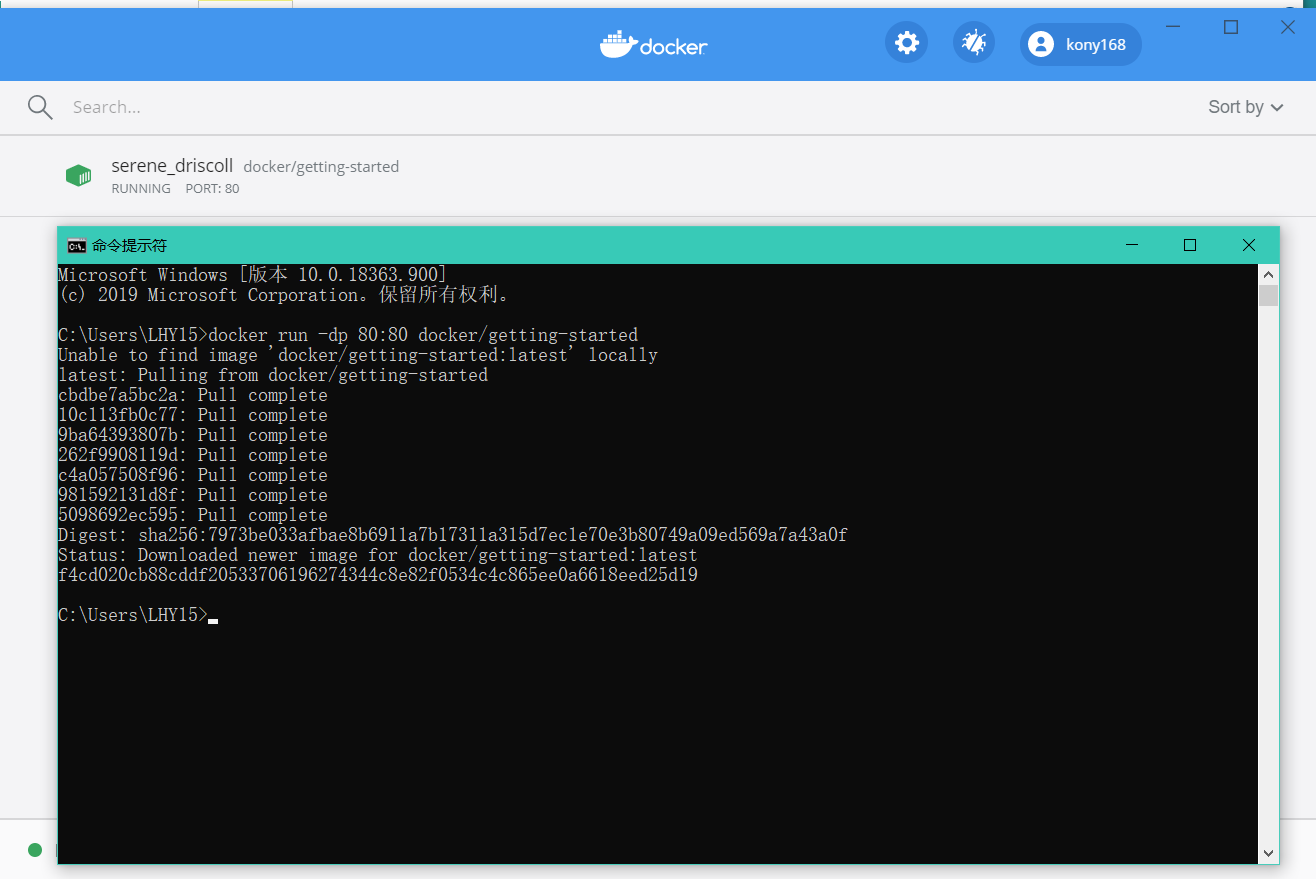 docker
kony168
Search...
Sort by
serene_driscoll docker/getting-started
RUNNING PORT: 80
命令提示符
Microsoft Windows [版本 10.0.18363.900]
(c) 2019 Microsoft Corporation。保留所有权利。
C:\Users\LHY15>docker run -dp 80:80 docker/getting-started
Unable to find image 'docker/getting-started:latest' locally
latest: Pulling from docker/getting-started
cbdbe7a5bc2a: Pull complete
10c113fb0c77: Pull complete
9ba64393807b: Pull complete
262f9908119d: Pull complete
c4a057508f96: Pull complete
981592131d8f: Pull complete
5098692ec595: Pull complete
Digest: sha256:7973be033afbae8b6911a7b17311a315d7ec1e70e3b80749a09ed569a7a43a0f
Status: Downloaded newer image for docker/getting-started:latest
f4cd020cb88cddf20533706196274344c8e82f0534c4c865ee0a6618eed25d19
C:\Users\LHY15>